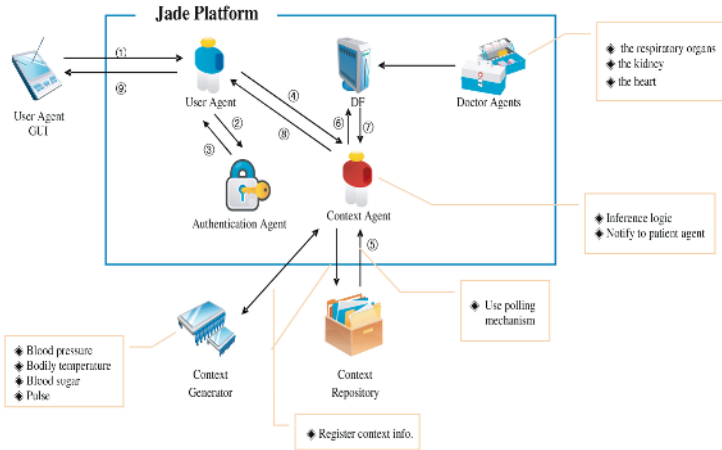 Jade Platform
①
⑨
User Agent
GUI
User Agent
②
③
Authentication Agent
④
⑧
DF
⑥
⑦
Doctor Agents
◈ the respiratory organs
◈ the kidney
◈ the heart
Context Agent
◈ Inference logic
◈ Notify to patient agent
⑤
◈ Use polling
mechanism
◈ Blood pressure
◈ Bodily temperature
◈ Blood sugar
◈ Pulse
Context
Generator
Context
Repository
◈ Register context info.